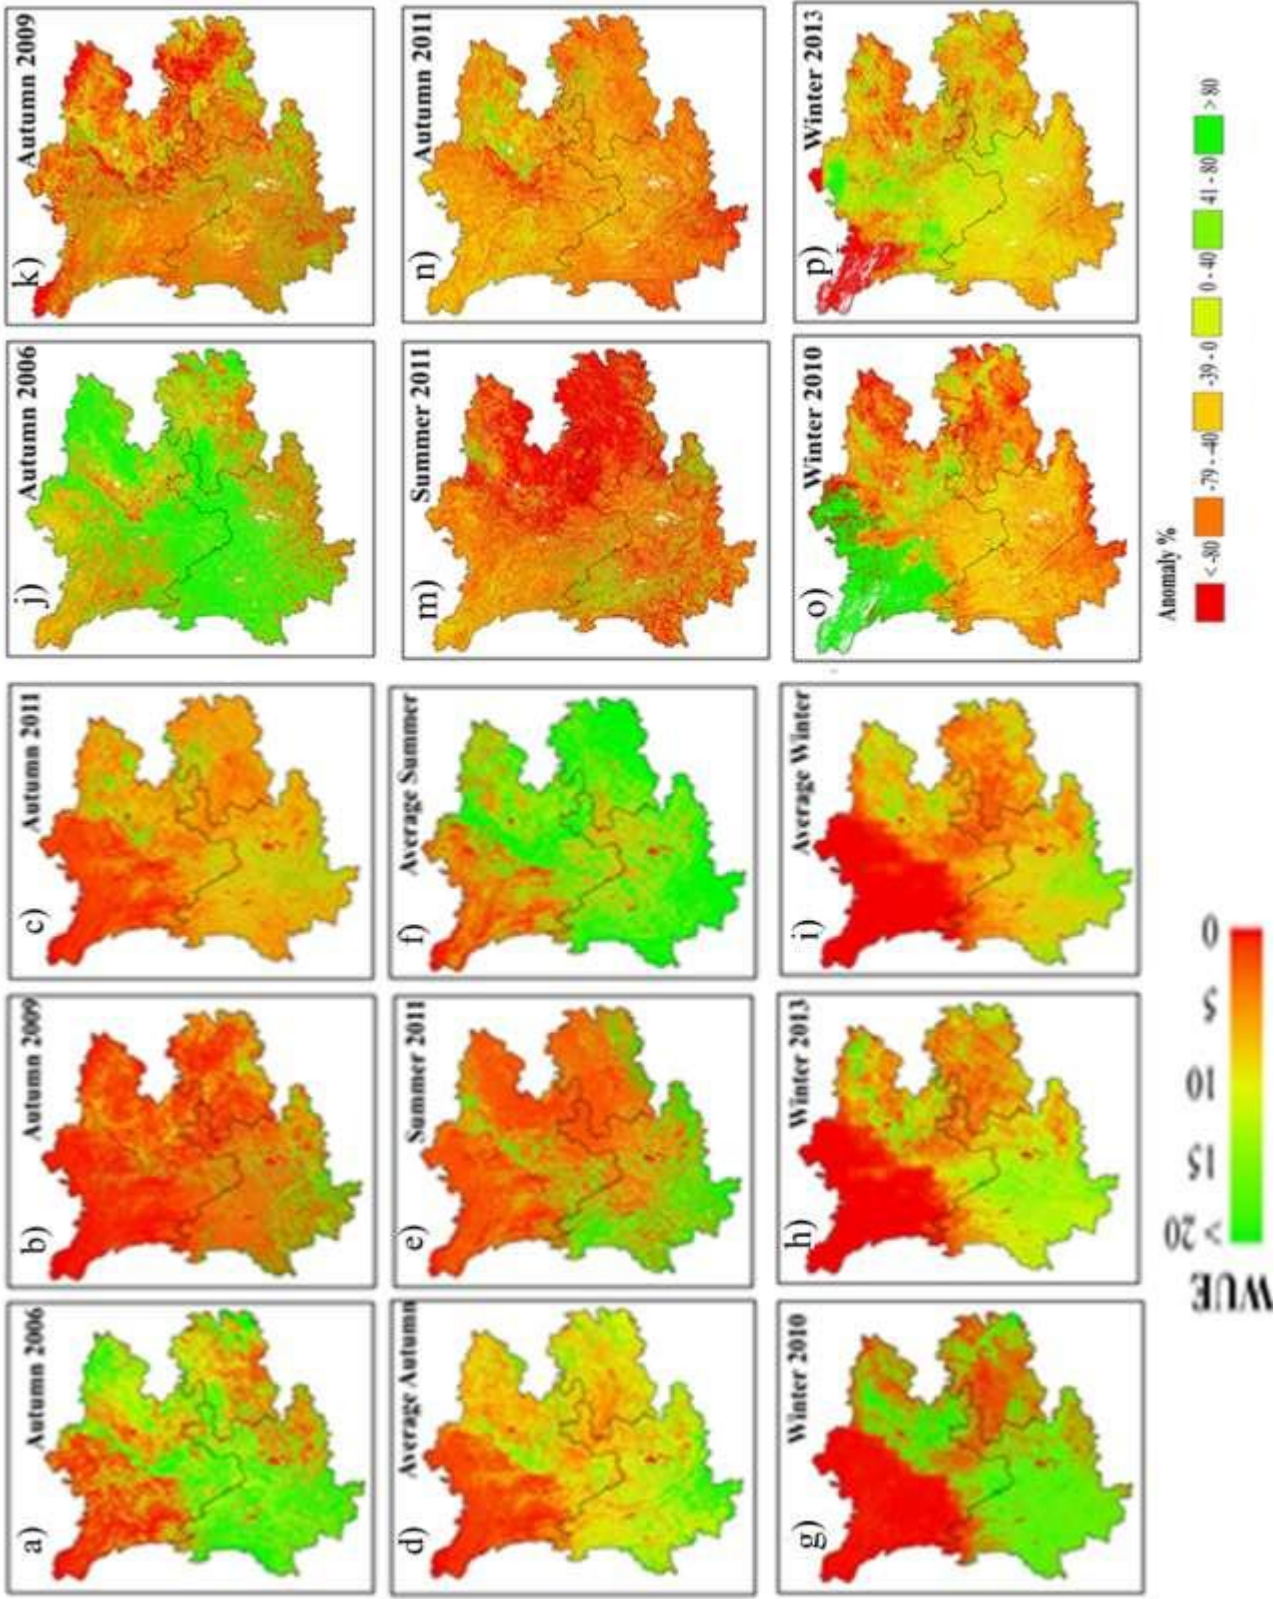 a) Autumn 2006
b) Autumn 2009
c) Autumn 2011
j) Autumn 2006
k) Autumn 2009
d) Average Autumn
e) Summer 2011
f) Average Summer
m) Summer 2011
n) Autumn 2011
g) Winter 2010
h) Winter 2013
i) Average Winter
o) Winter 2010
p) Winter 2013
WUE
> 20 15 10 5 0
Anomaly %
< -80 -79 - -40 -39 - 0 0 - 40 41 - 80 > 80